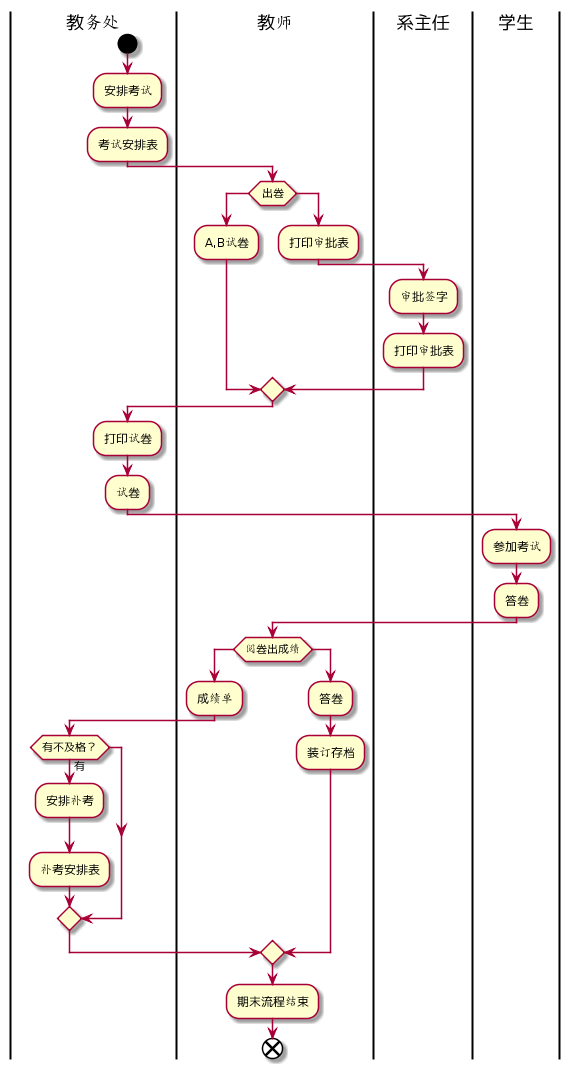 教务处
教师
系主任
学生
安排考试
考试安排表
出卷
A,B试卷
打印审批表
审批签字
打印审批表
打印试卷
试卷
参加考试
答卷
阅卷出成绩
成绩单
答卷
有不及格？
装订存档
有
安排补考
补考安排表
期末流程结束